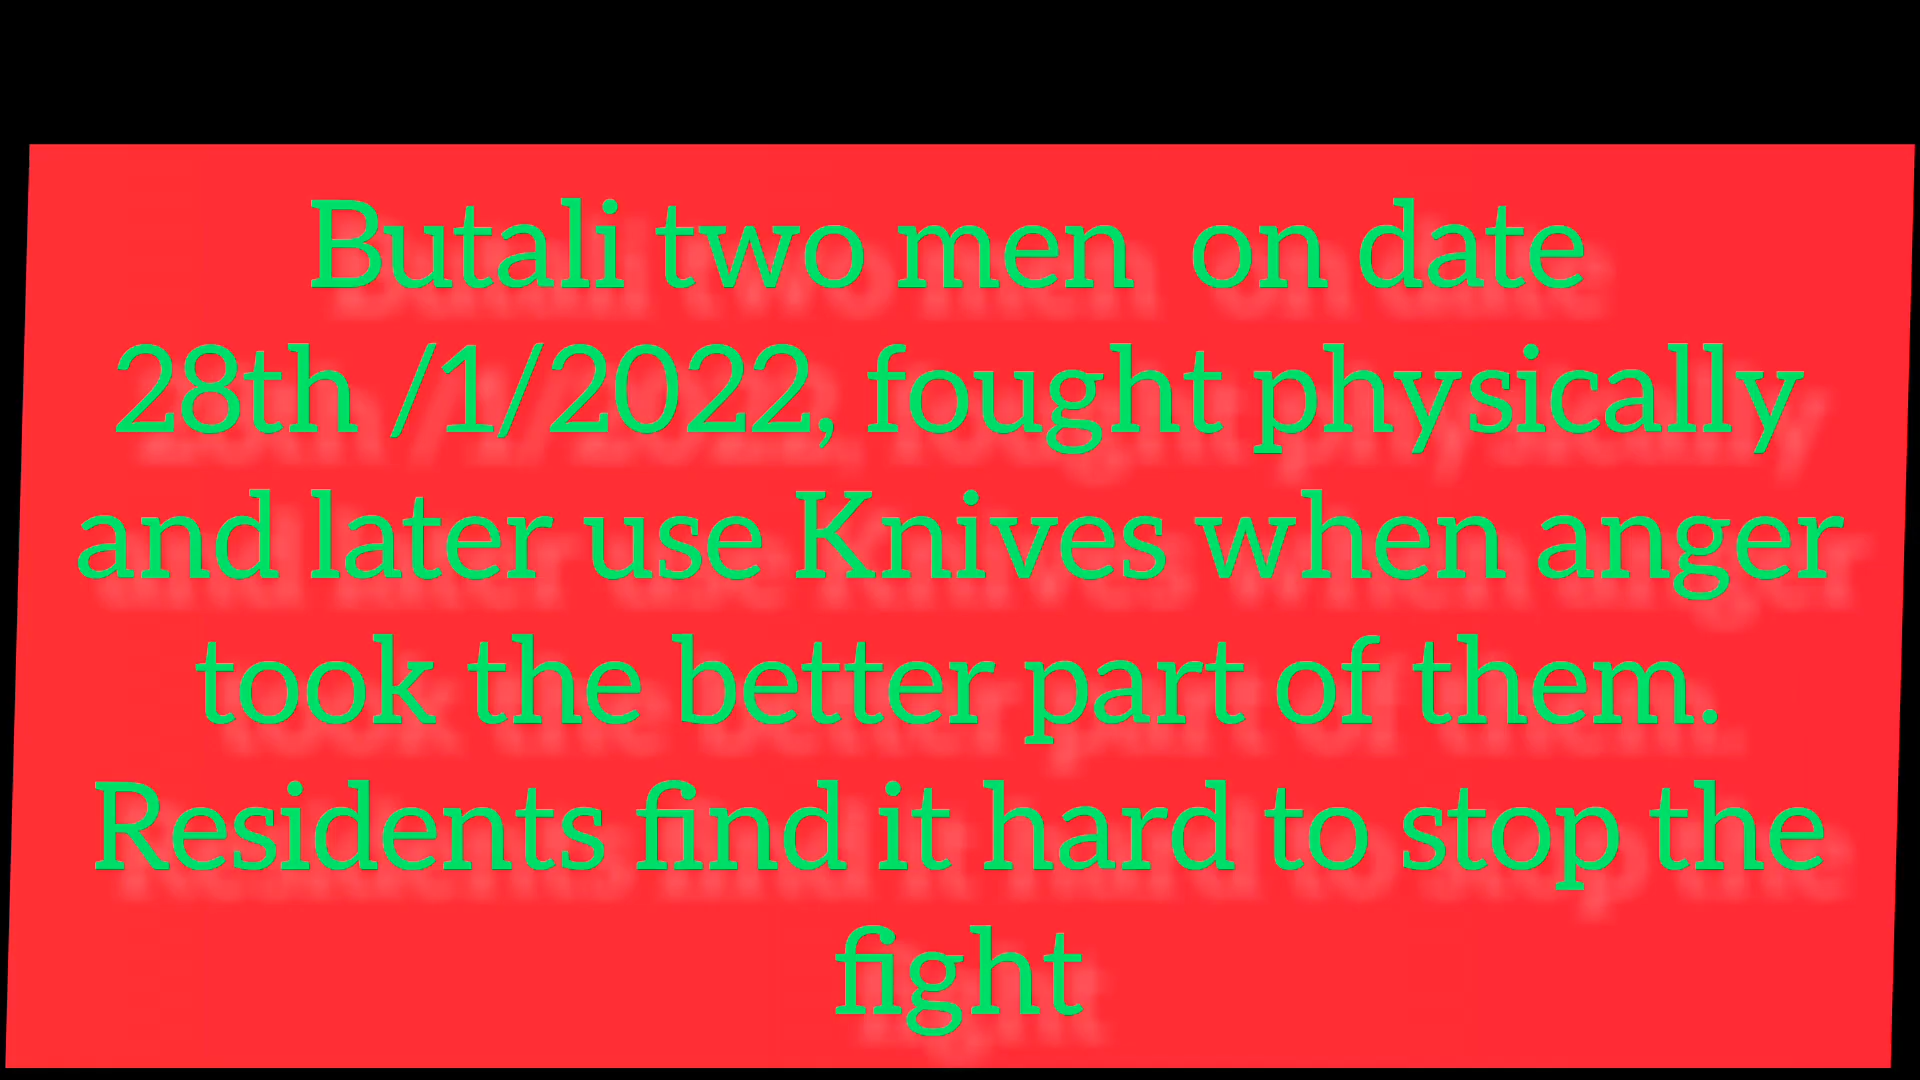 Butali two men  on date
28th /1/2022, fought physically
and later use Knives when anger
took the better part of them.
Residents find it hard to stop the
fight